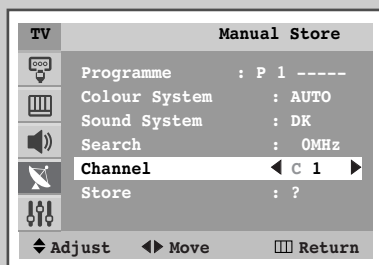 TV Manual Store
Programme : P 1 -----
Colour System : AUTO
Sound System : DK
Search : 0MHz
Channel ◀ C 1 ▶
Store : ?
Adjust Move Return